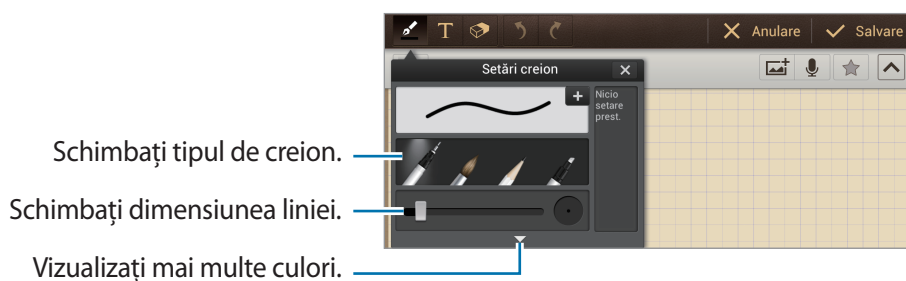 T
Anulare
Salvare
Setări creion
Nicio
setare
prest.
Schimbați tipul de creion.
Schimbați dimensiunea liniei.
Vizualizați mai multe culori.